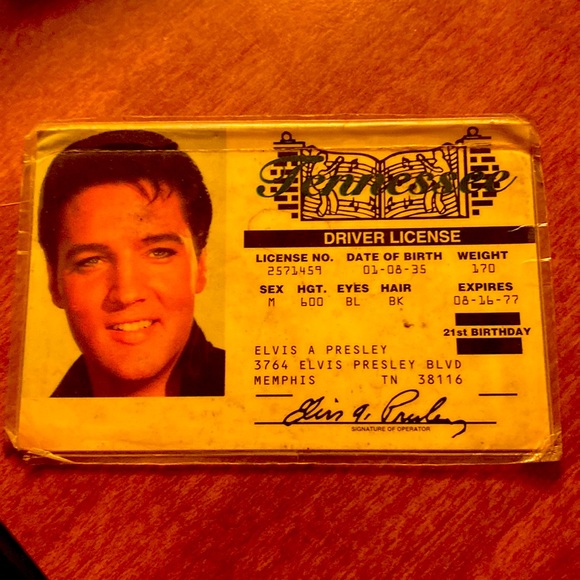 Tennessee
DRIVER LICENSE
LICENSE NO. DATE OF BIRTH WEIGHT
2571459 01-08-35 170
SEX HGT. EYES HAIR EXPIRES
M 600 BL BK 08-16-77
21st BIRTHDAY
ELVIS A PRESLEY
3764 ELVIS PRESLEY BLVD
MEMPHIS TN 38116
Elvis A. Presley
SIGNATURE OF OPERATOR